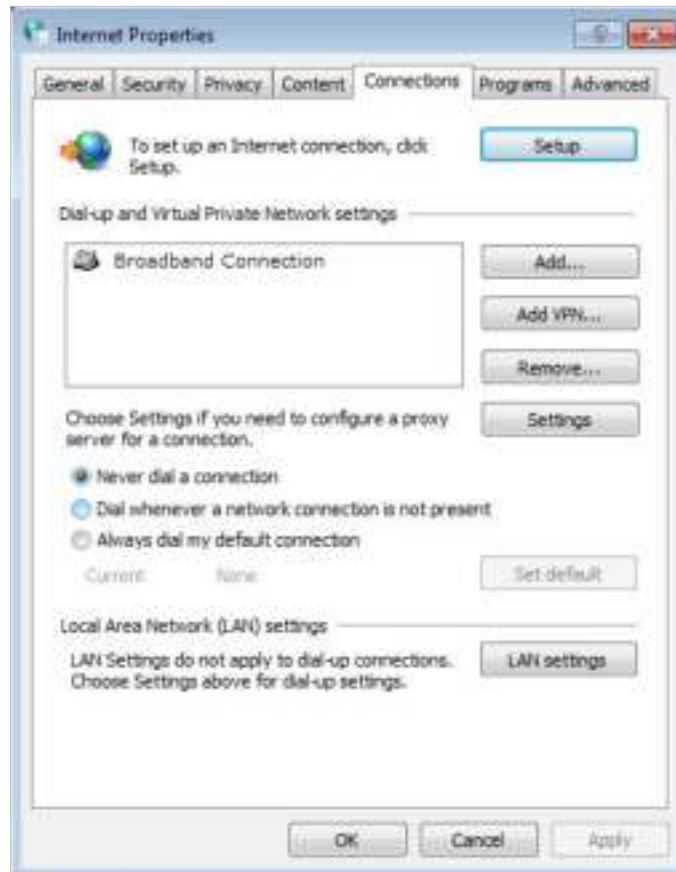 Internet Properties
General Security Privacy Content Connections Programs Advanced
To set up an Internet connection, click
Setup.
Setup
Dial-up and Virtual Private Network settings
Broadband Connection
Add...
Add VPN...
Remove...
Choose Settings if you need to configure a proxy
server for a connection.
Settings
Never dial a connection
Dial whenever a network connection is not present
Always dial my default connection
Current None
Set default
Local Area Network (LAN) settings
LAN Settings do not apply to dial-up connections.
Choose Settings above for dial-up settings.
LAN settings
OK Cancel Apply